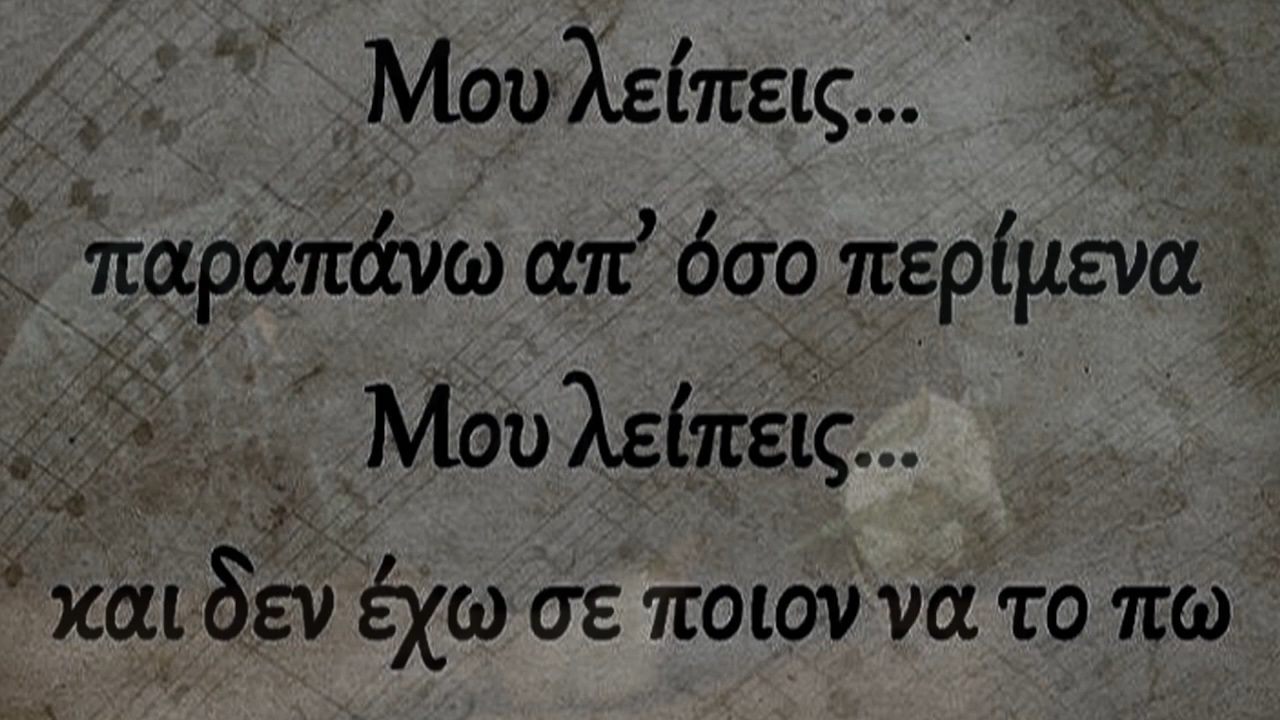 Μου λείπεις...
παραπάνω απ’ όσο περίμενα
Μου λείπεις...
και δεν έχω σε ποιον να το πω